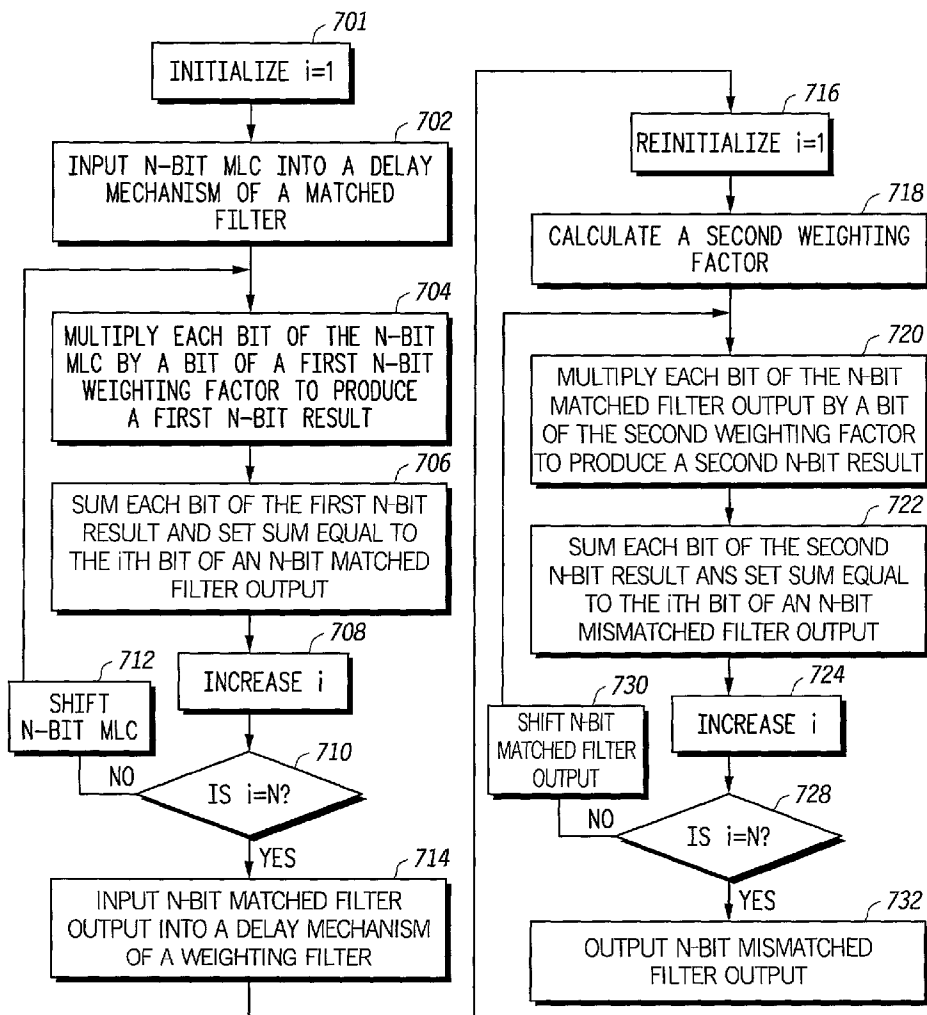 701
INITIALIZE i=1
702
INPUT N-BIT MLC INTO A DELAY
MECHANISM OF A MATCHED
FILTER
704
MULTIPLY EACH BIT OF THE N-BIT
MLC BY A BIT OF A FIRST N-BIT
WEIGHTING FACTOR TO PRODUCE
A FIRST N-BIT RESULT
706
SUM EACH BIT OF THE FIRST N-BIT
RESULT AND SET SUM EQUAL TO
THE iTH BIT OF AN N-BIT MATCHED
FILTER OUTPUT
708
INCREASE i
712
SHIFT
N-BIT MLC
710
IS i=N?
NO
YES
714
INPUT N-BIT MATCHED FILTER
OUTPUT INTO A DELAY MECHANISM
OF A WEIGHTING FILTER
716
REINITIALIZE i=1
718
CALCULATE A SECOND WEIGHTING
FACTOR
720
MULTIPLY EACH BIT OF THE N-BIT
MATCHED FILTER OUTPUT BY A BIT
OF THE SECOND WEIGHTING FACTOR
TO PRODUCE A SECOND N-BIT RESULT
722
SUM EACH BIT OF THE SECOND
N-BIT RESULT ANS SET SUM EQUAL
TO THE iTH BIT OF AN N-BIT
MISMATCHED FILTER OUTPUT
724
INCREASE i
730
SHIFT N-BIT
MATCHED FILTER
OUTPUT
728
IS i=N?
NO
YES
732
OUTPUT N-BIT MISMATCHED
FILTER OUTPUT